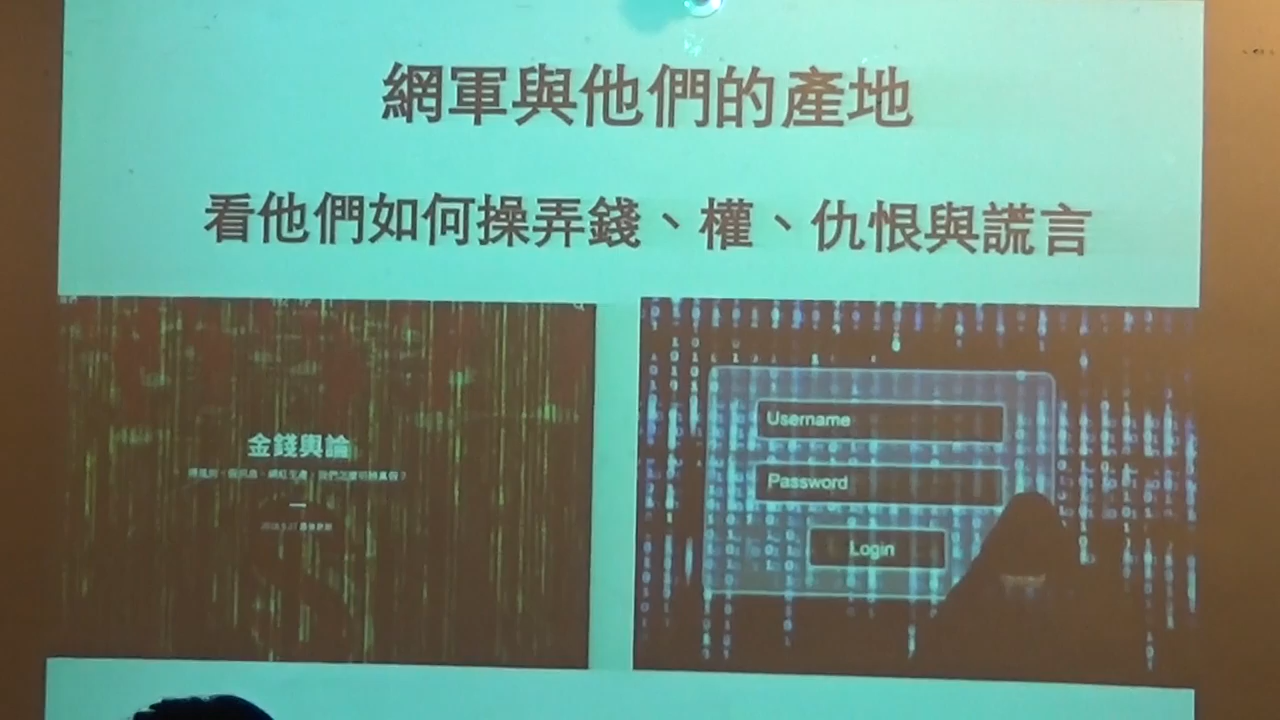 網軍與他們的產地
看他們如何操弄錢、權、仇恨與謊言
金錢輿論
Username
Password
Login